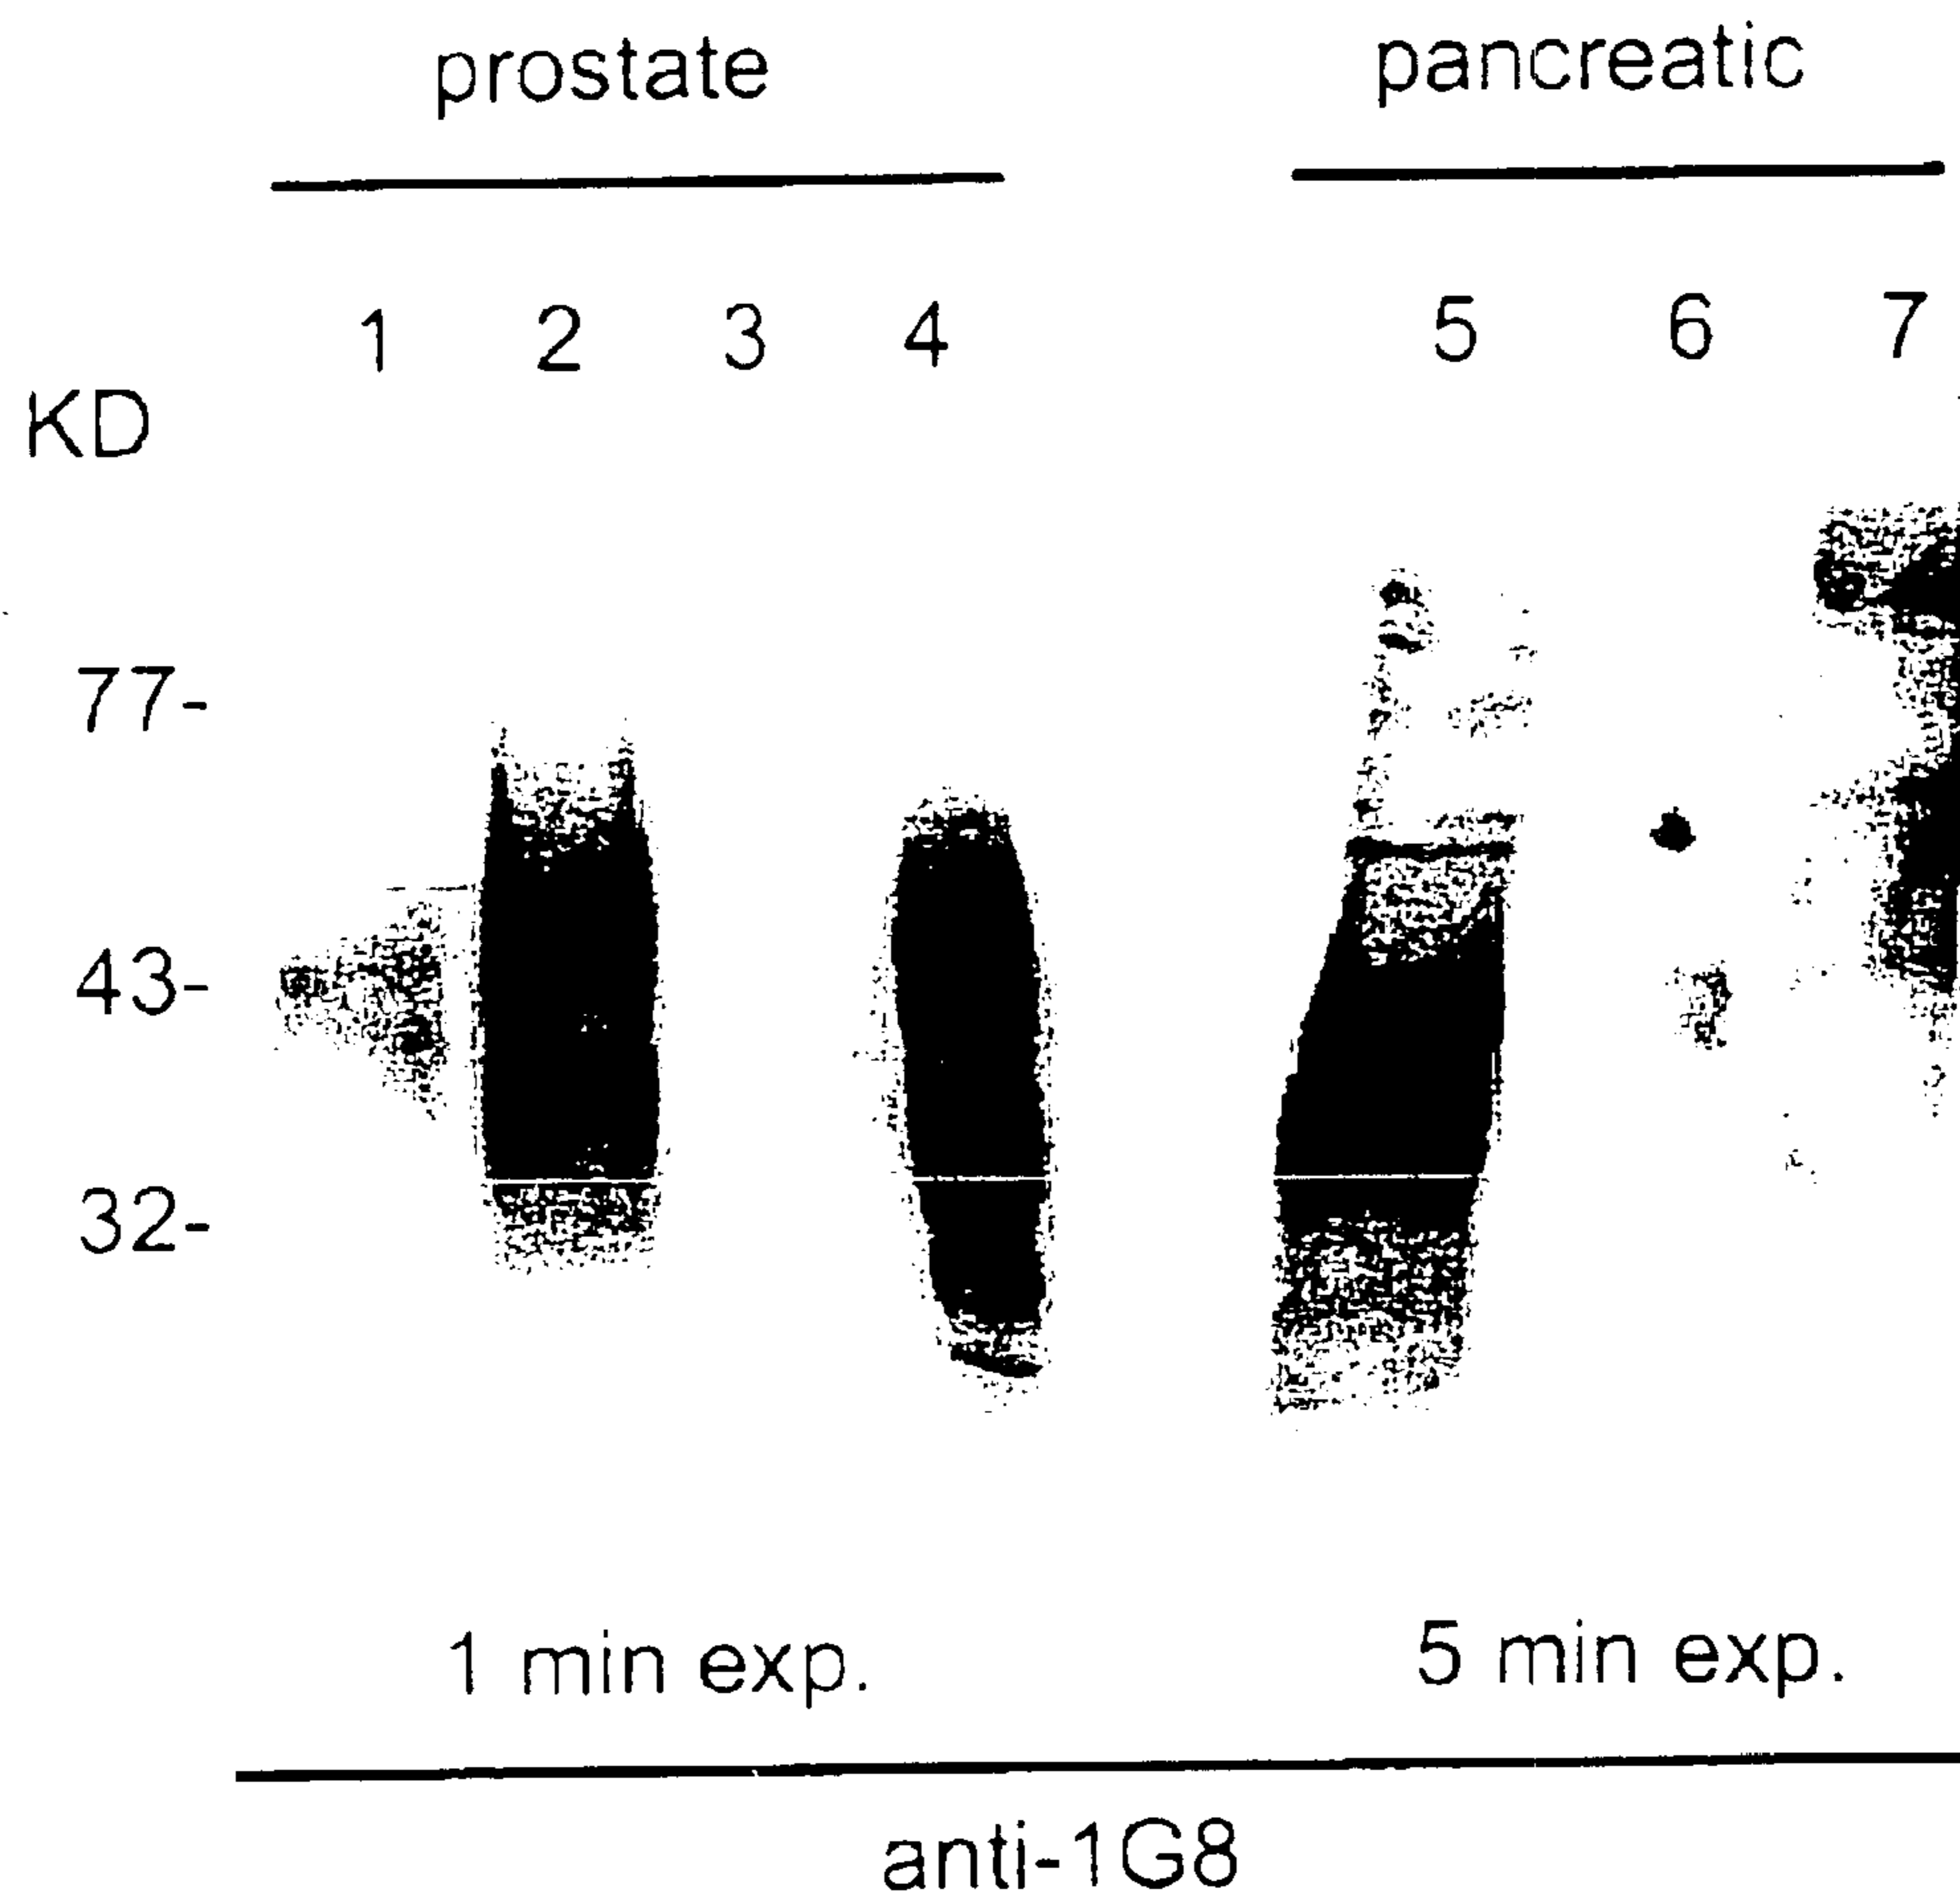 prostate pancreatic
1 2 3 4 5 6 7
KD
77-
43-
32-
1 min exp. 5 min exp.
anti-1G8